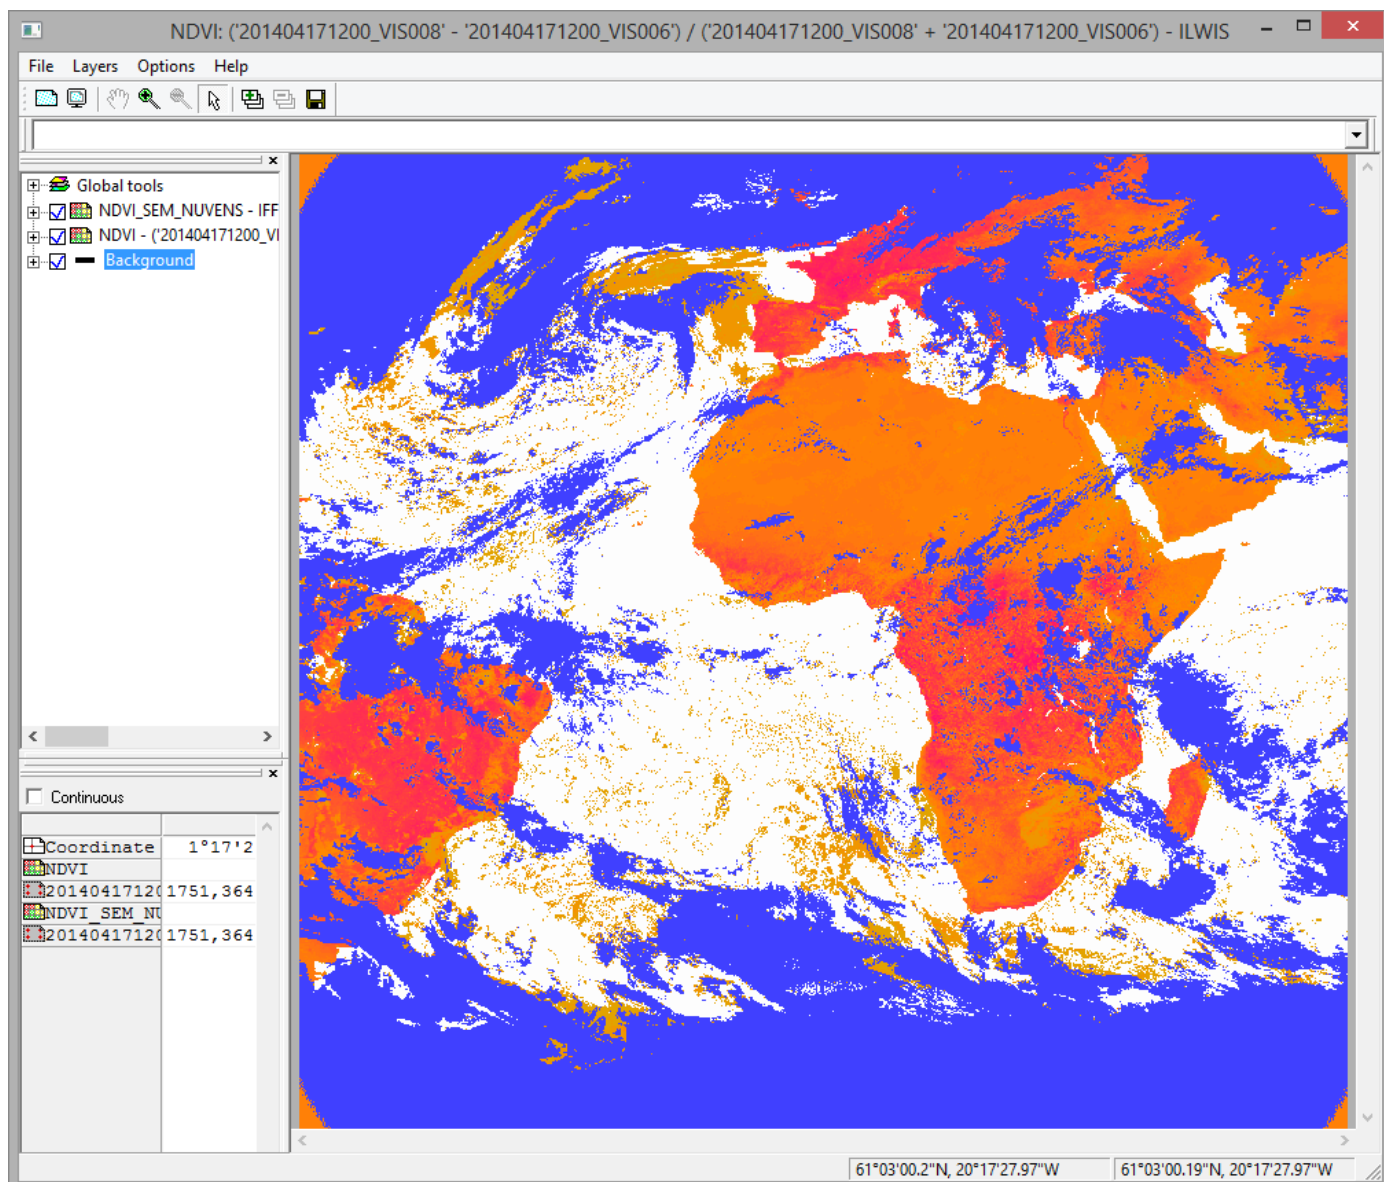 NDVI: ('201404171200_VIS008' - '201404171200_VIS006') / ('201404171200_VIS008' + '201404171200_VIS006') - ILWIS
File Layers Options Help
Global tools
NDVI_SEM_NUVENS - IFF
NDVI - ('201404171200_VI
Background
Continuous
Coordinate 1°17'2
NDVI
20140417120 1751,364
NDVI_SEM_NU
20140417120 1751,364
61°03'00.2"N, 20°17'27.97"W 61°03'00.19"N, 20°17'27.97"W